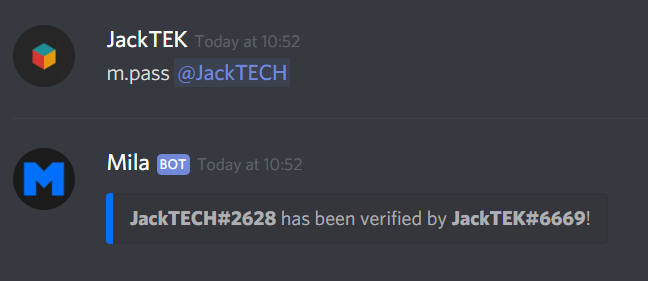 JackTEK Today at 10:52
m.pass @JackTECH
M
Mila BOT Today at 10:52
JackTECH#2628 has been verified by JackTEK#6669!